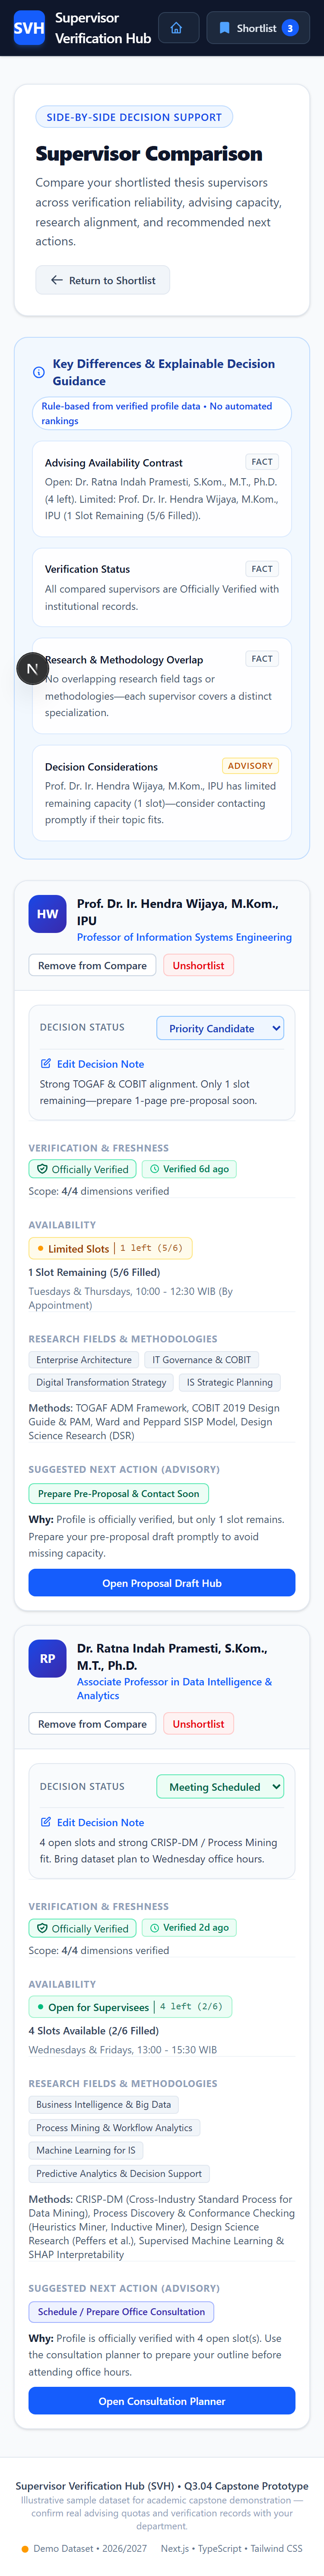 SVH
Supervisor
Verification Hub
Shortlist 3
SIDE-BY-SIDE DECISION SUPPORT
Supervisor Comparison
Compare your shortlisted thesis supervisors
across verification reliability, advising capacity,
research alignment, and recommended next
actions.
Return to Shortlist
Key Differences & Explainable Decision
Guidance
Rule-based from verified profile data • No automated
rankings
Advising Availability Contrast FACT
Open: Dr. Ratna Indah Pramesti, S.Kom., M.T., Ph.D.
(4 left). Limited: Prof. Dr. Ir. Hendra Wijaya, M.Kom.,
IPU (1 Slot Remaining (5/6 Filled)).
Verification Status FACT
All compared supervisors are Officially Verified with
institutional records.
N
Research & Methodology Overlap FACT
No overlapping research field tags or
methodologies—each supervisor covers a distinct
specialization.
Decision Considerations ADVISORY
Prof. Dr. Ir. Hendra Wijaya, M.Kom., IPU has limited
remaining capacity (1 slot)—consider contacting
promptly if their topic fits.
HW
Prof. Dr. Ir. Hendra Wijaya, M.Kom.,
IPU
Professor of Information Systems Engineering
Remove from Compare Unshortlist
DECISION STATUS Priority Candidate
Edit Decision Note
Strong TOGAF & COBIT alignment. Only 1 slot
remaining—prepare 1-page pre-proposal soon.
VERIFICATION & FRESHNESS
Officially Verified Verified 6d ago
Scope: 4/4 dimensions verified
AVAILABILITY
Limited Slots | 1 left (5/6)
1 Slot Remaining (5/6 Filled)
Tuesdays & Thursdays, 10:00 - 12:30 WIB (By
Appointment)
RESEARCH FIELDS & METHODOLOGIES
Enterprise Architecture IT Governance & COBIT
Digital Transformation Strategy IS Strategic Planning
Methods: TOGAF ADM Framework, COBIT 2019 Design
Guide & PAM, Ward and Peppard SISP Model, Design
Science Research (DSR)
SUGGESTED NEXT ACTION (ADVISORY)
Prepare Pre-Proposal & Contact Soon
Why: Profile is officially verified, but only 1 slot remains.
Prepare your pre-proposal draft promptly to avoid
missing capacity.
Open Proposal Draft Hub
RP
Dr. Ratna Indah Pramesti, S.Kom.,
M.T., Ph.D.
Associate Professor in Data Intelligence &
Analytics
Remove from Compare Unshortlist
DECISION STATUS Meeting Scheduled
Edit Decision Note
4 open slots and strong CRISP-DM / Process Mining
fit. Bring dataset plan to Wednesday office hours.
VERIFICATION & FRESHNESS
Officially Verified Verified 2d ago
Scope: 4/4 dimensions verified
AVAILABILITY
Open for Supervisees | 4 left (2/6)
4 Slots Available (2/6 Filled)
Wednesdays & Fridays, 13:00 - 15:30 WIB
RESEARCH FIELDS & METHODOLOGIES
Business Intelligence & Big Data
Process Mining & Workflow Analytics
Machine Learning for IS
Predictive Analytics & Decision Support
Methods: CRISP-DM (Cross-Industry Standard Process for
Data Mining), Process Discovery & Conformance Checking
(Heuristics Miner, Inductive Miner), Design Science
Research (Peffers et al.), Supervised Machine Learning &
SHAP Interpretability
SUGGESTED NEXT ACTION (ADVISORY)
Schedule / Prepare Office Consultation
Why: Profile is officially verified with 4 open slot(s). Use
the consultation planner to prepare your outline before
attending office hours.
Open Consultation Planner
Supervisor Verification Hub (SVH) • Q3.04 Capstone Prototype
Illustrative sample dataset for academic capstone demonstration —
confirm real advising quotas and verification records with your
department.
Demo Dataset • 2026/2027 Next.js • TypeScript • Tailwind CSS